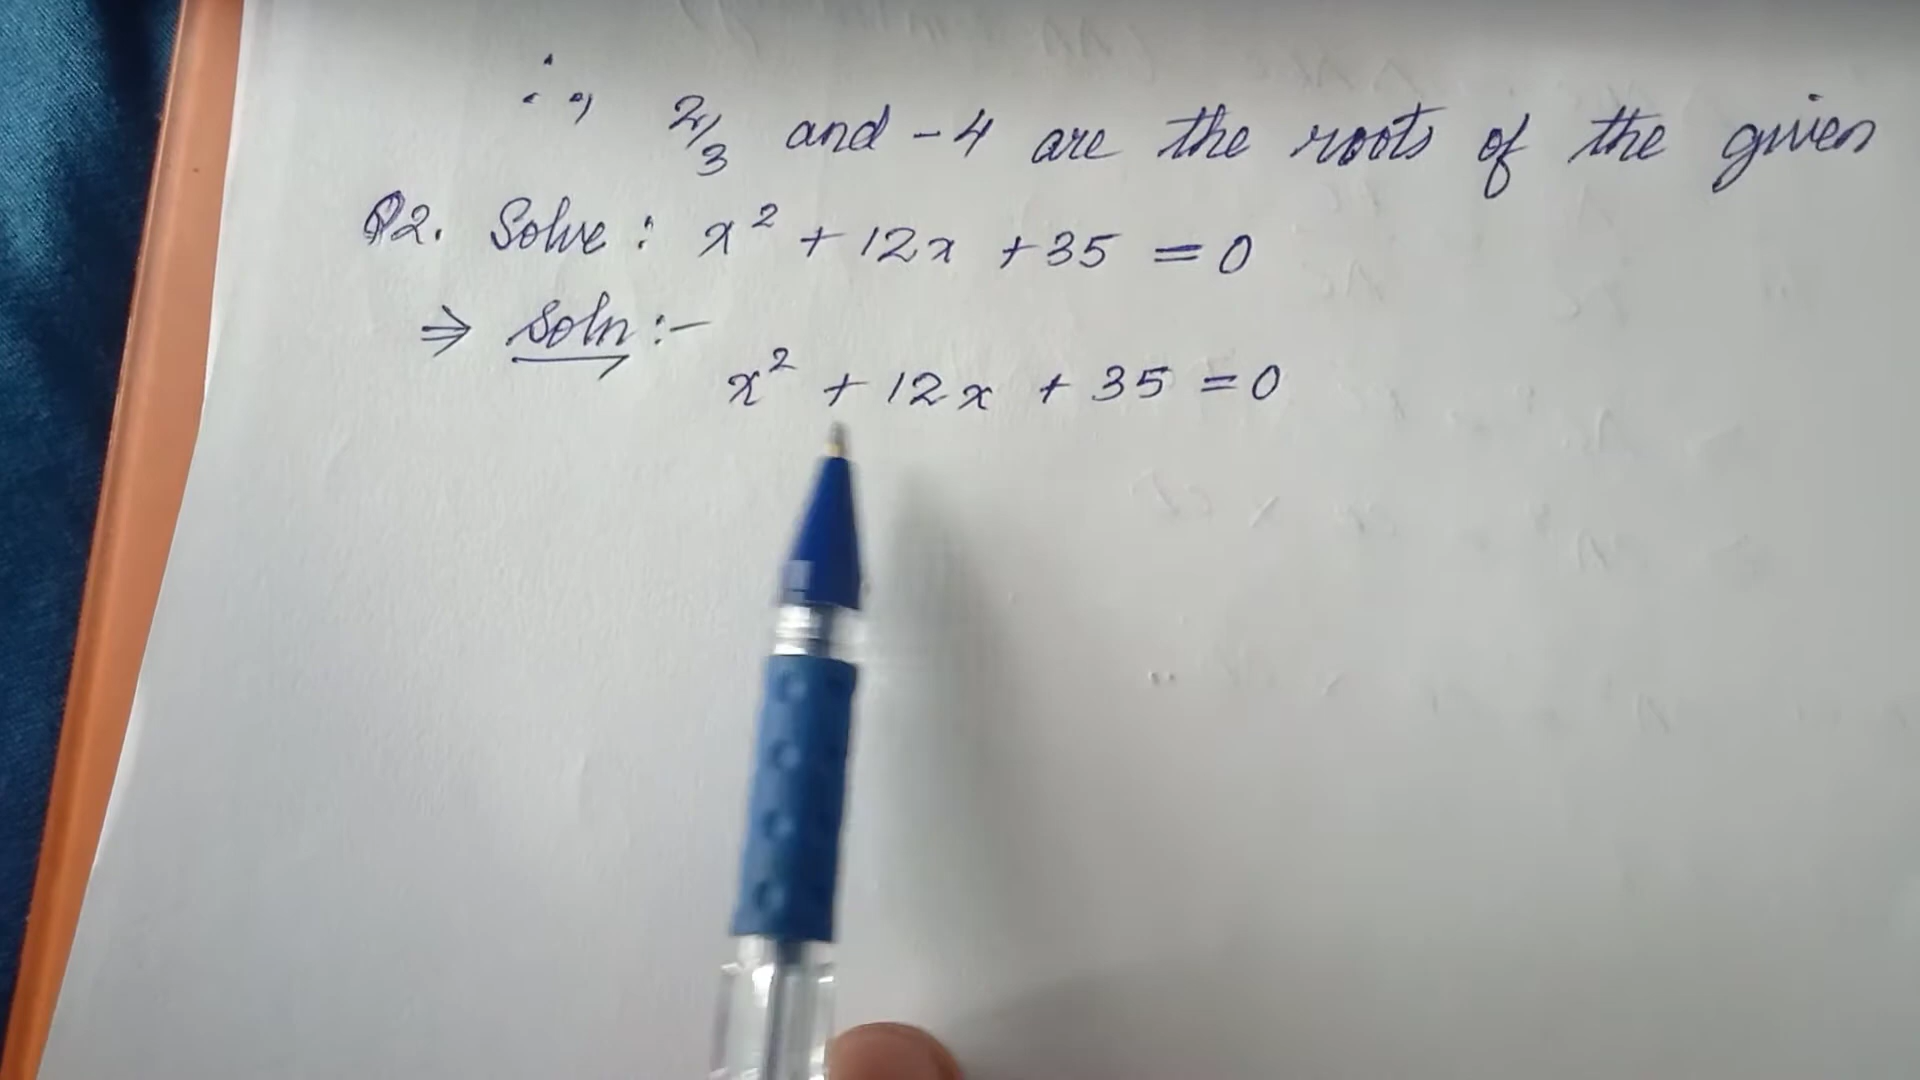 ∴, 2/3 and -4 are the roots of the given
Q2. Solve : x² + 12x + 35 = 0
⇒ Soln :-
x² + 12x + 35 = 0